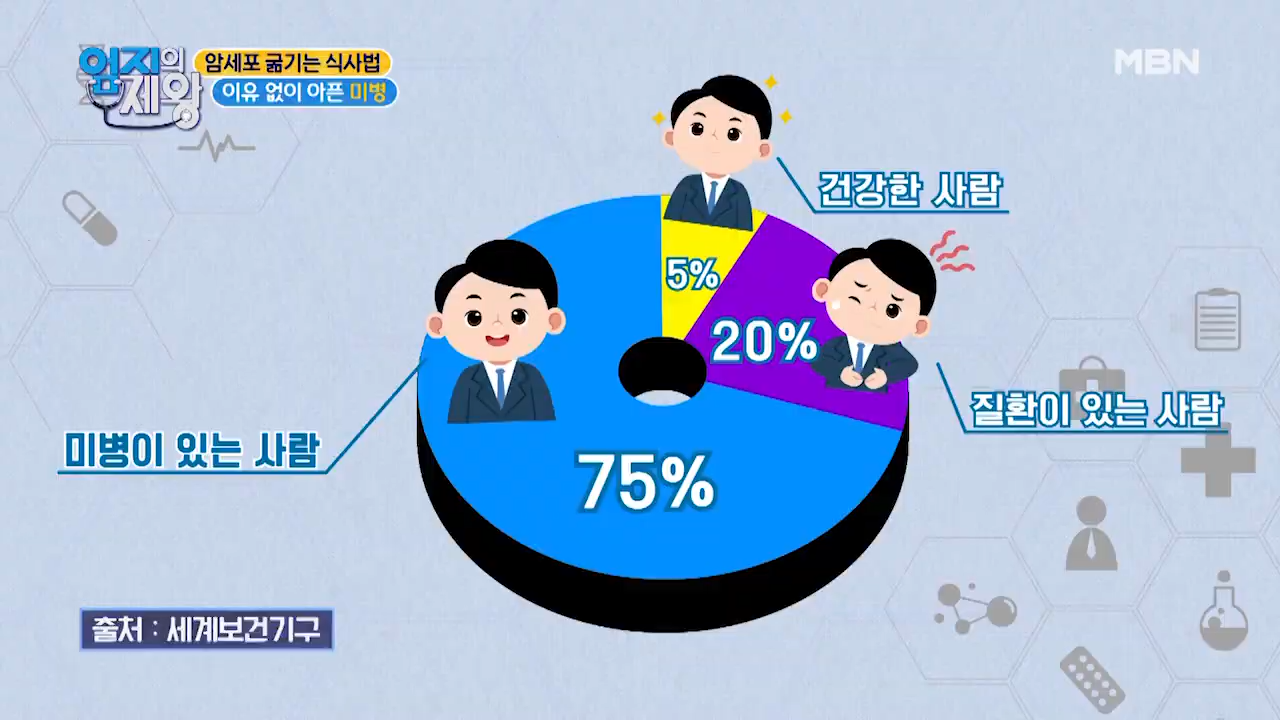 엄지의 제왕
암세포 굶기는 식사법
이유 없이 아픈 미병
MBN
건강한 사람
5%
20%
질환이 있는 사람
미병이 있는 사람
75%
출처 : 세계보건기구